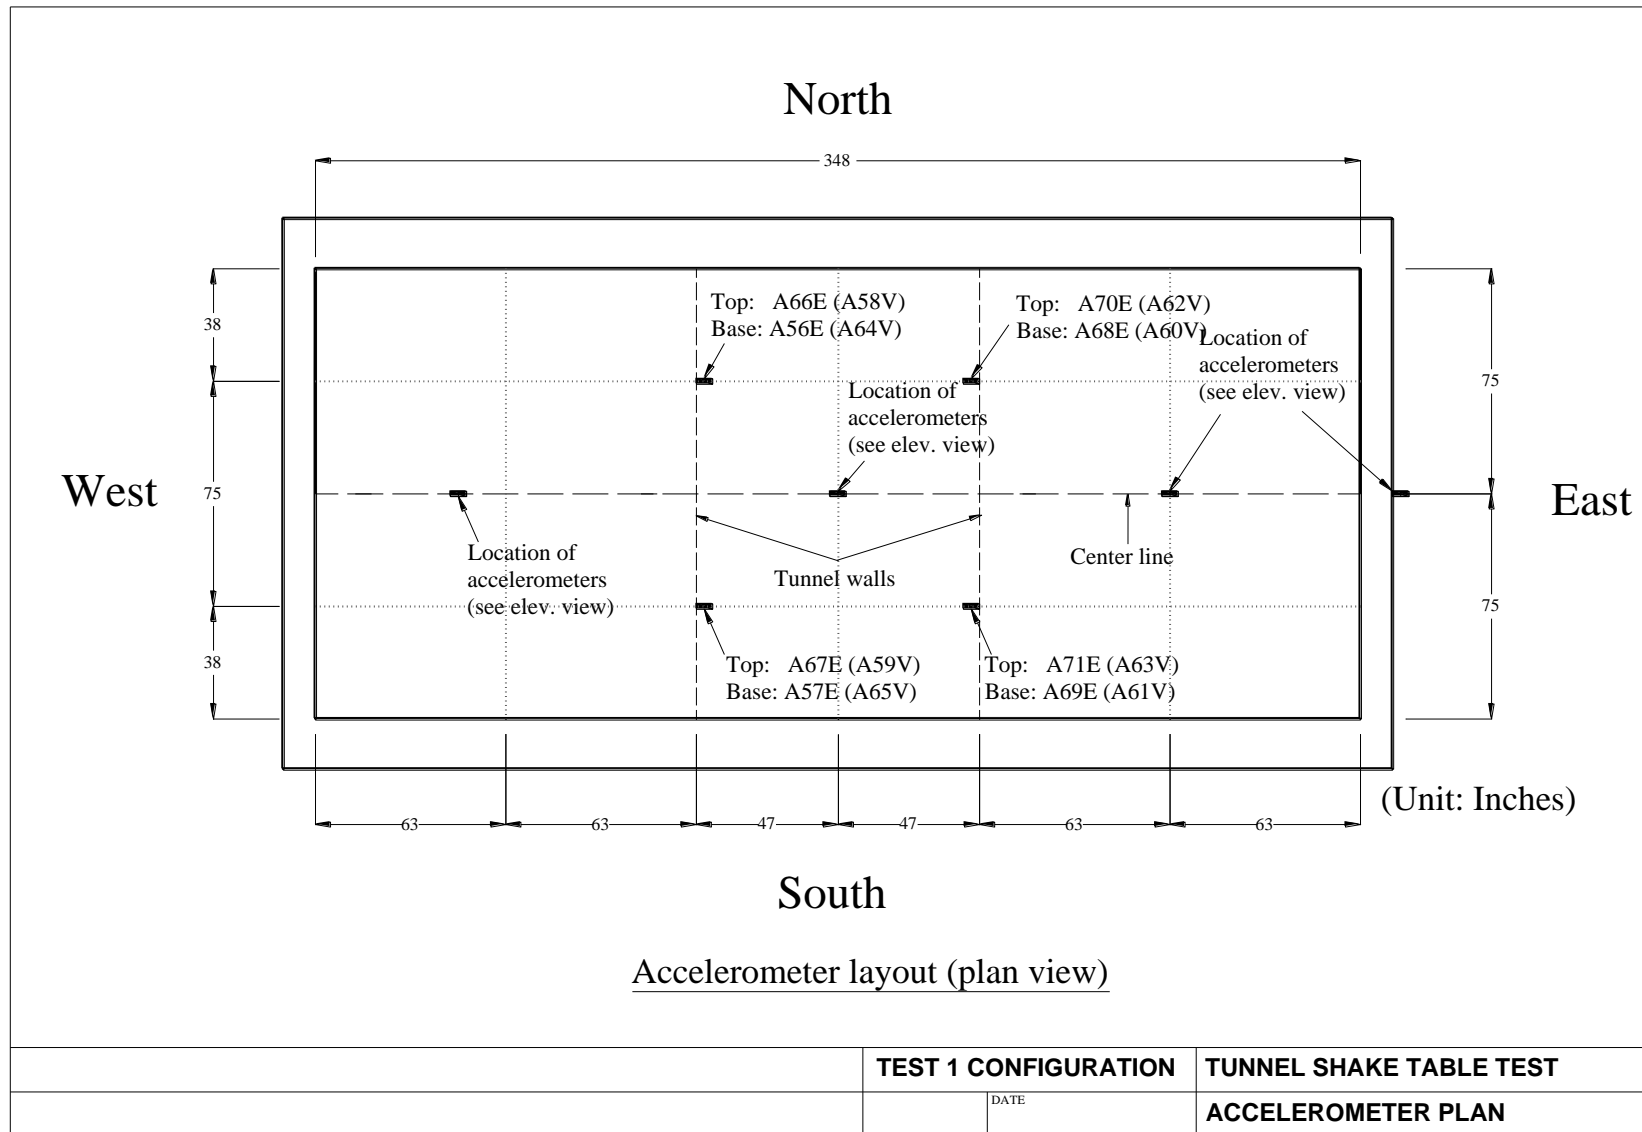 North
348
Top: A66E (A58V)
Base: A56E (A64V)
Top: A70E (A62V)
Base: A68E (A60V)
38
Location of
accelerometers
(see elev. view)
75
Location of
accelerometers
(see elev. view)
West
75
East
Location of
accelerometers
(see elev. view)
Tunnel walls
Center line
75
38
Top: A67E (A59V)
Base: A57E (A65V)
Top: A71E (A63V)
Base: A69E (A61V)
(Unit: Inches)
63
63
47
47
63
63
South
Accelerometer layout (plan view)
TEST 1 CONFIGURATION
TUNNEL SHAKE TABLE TEST
DATE
ACCELEROMETER PLAN